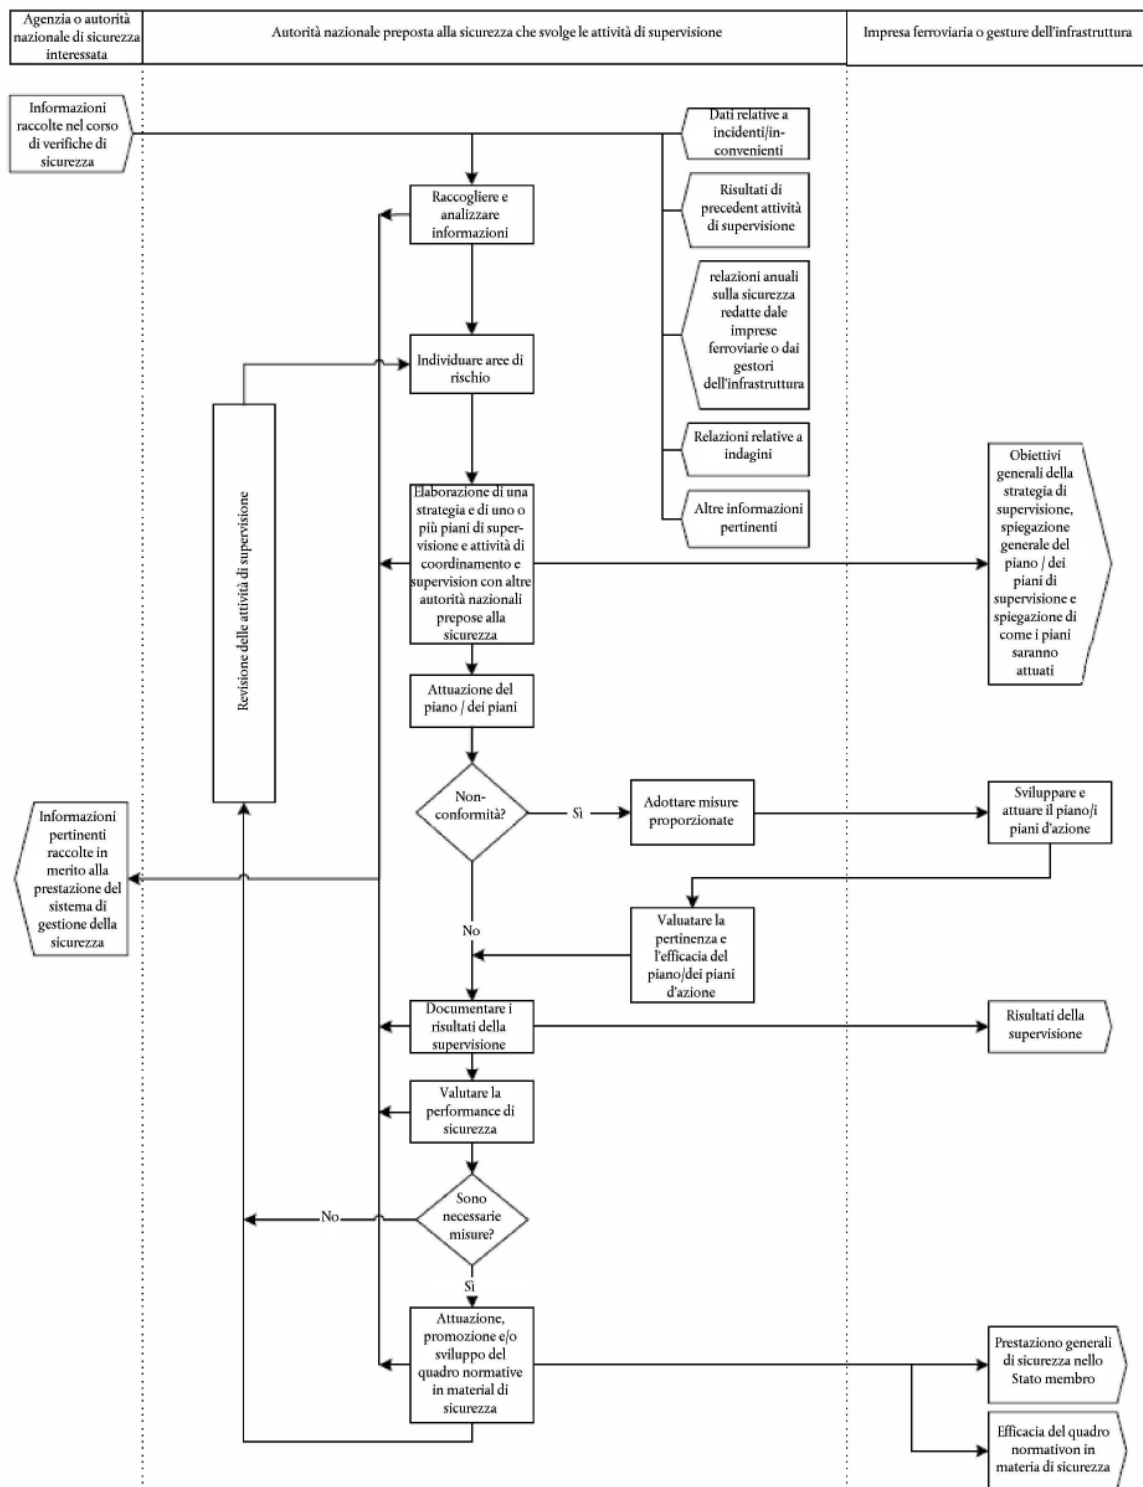 Agenzia o autorità
nazionale di sicurezza
interessata
Autorità nazionale preposta alla sicurezza che svolge le attività di supervisione
Impresa ferroviaria o gesture dell'infrastruttura
Informazioni
raccolte nel corso
di verifiche di
sicurezza
Dati relative a
incidenti/in-
convenienti
Raccogliere e
analizzare
informazioni
Risultati di
precedent attività
di supervisione
relazioni anuali
sulla sicurezza
redatte dale
imprese
ferroviarie o dai
gestori
dell'infrastruttura
Individuare aree di
rischio
Relazioni relative a
indagini
Altre informazioni
pertinenti
Elaborazione di una
strategia e di uno o
più piani di super-
visione e attività di
coordinamento e
supervision con altre
autorità nazionali
prepose alla
sicurezza
Obiettivi
generali della
strategia di
supervisione,
spiegazione
generale del
piano / dei
piani di
supervisione e
spiegazione di
come i piani
saranno
attuati
Revisione delle attività di supervisione
Attuazione del
piano / dei piani
Non-
conformità?
Sì
Adottare misure
proporzionate
Sviluppare e
attuare il piano/i
piani d'azione
Informazioni
pertinenti
raccolte in
merito alla
prestazione del
sistema di
gestione della
sicurezza
No
Valuatare la
pertinenza e
l'efficacia del
piano/dei piani
d'azione
Documentare i
risultati della
supervisione
Risultati della
supervisione
Valutare la
performance di
sicurezza
Sono
necessarie
misure?
No
Sì
Attuazione,
promozione e/o
sviluppo del
quadro normative
in material di
sicurezza
Prestaziono generali
di sicurezza nello
Stato membro
Efficacia del quadro
normativon in
materia di sicurezza